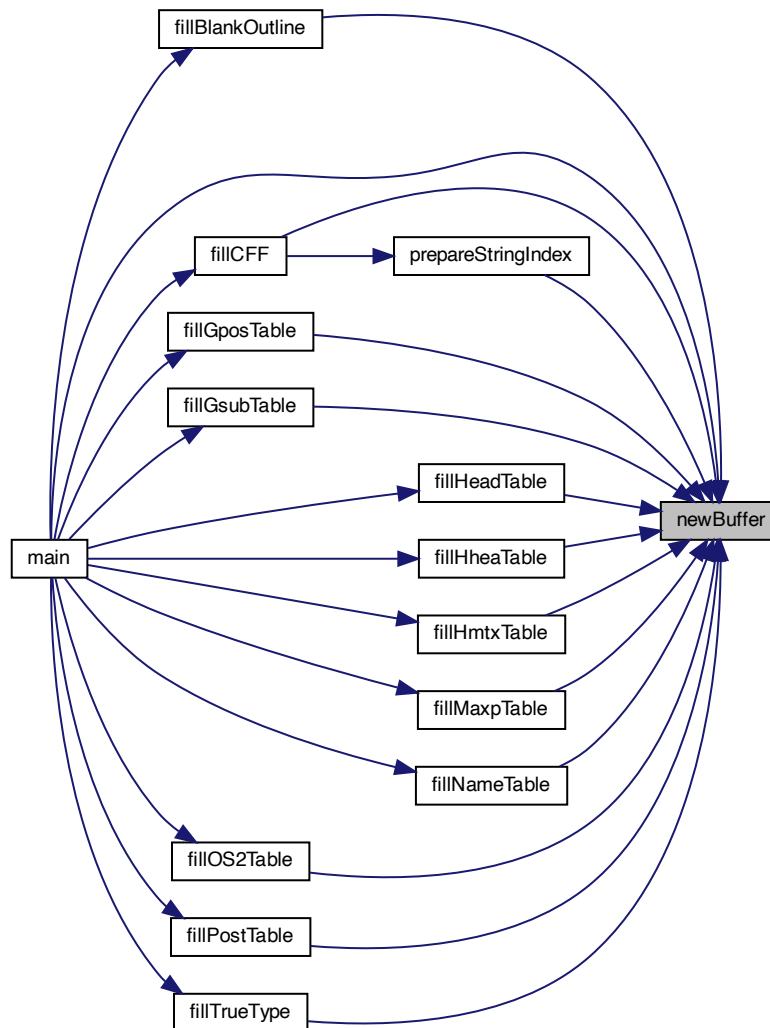 fillBlankOutline
fillCFF
prepareStringIndex
fillGposTable
fillGsubTable
fillHeadTable
newBuffer
main
fillHheaTable
fillHmtxTable
fillMaxpTable
fillNameTable
fillOS2Table
fillPostTable
fillTrueType